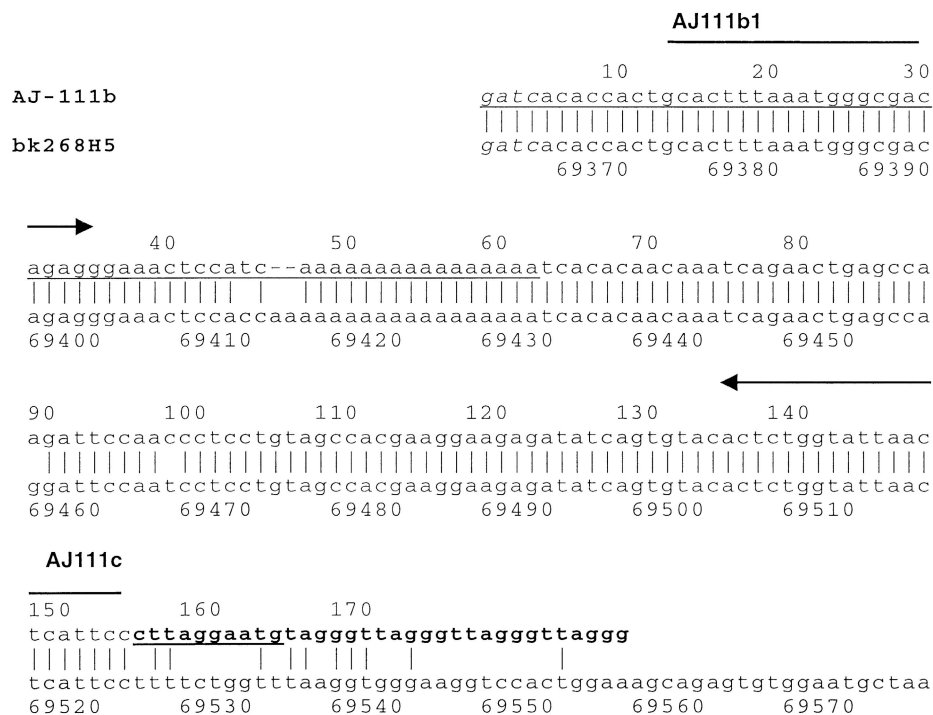 AJ111b1
10 20 30
AJ-111b gatcacaccactgcactttaaatgggcgac
bk268H5 gatcacaccactgcactttaaatgggcgac
69370 69380 69390
40 50 60 70 80
agagggaaactccatc--aaaaaaaaaaaaaaaatcacacaacaaatcagaactgagcca
agagggaaactccaccaaaaaaaaaaaaaaaaaatcacacaacaaatcagaactgagcca
69400 69410 69420 69430 69440 69450
90 100 110 120 130 140
agattccaaccctcctgtagccacgaaggaagagatatcagtgtacactctggtattaac
ggattccaatcctcctgtagccacgaaggaagagatatcagtgtacactctggtattaac
69460 69470 69480 69490 69500 69510
AJ111c
150 160 170
tcattcccttaggaatgtagggttagggttagggttaggg
tcattccttttctggtttaaggtgggaaggtccactggaaagcagagtgtggaatgctaa
69520 69530 69540 69550 69560 69570